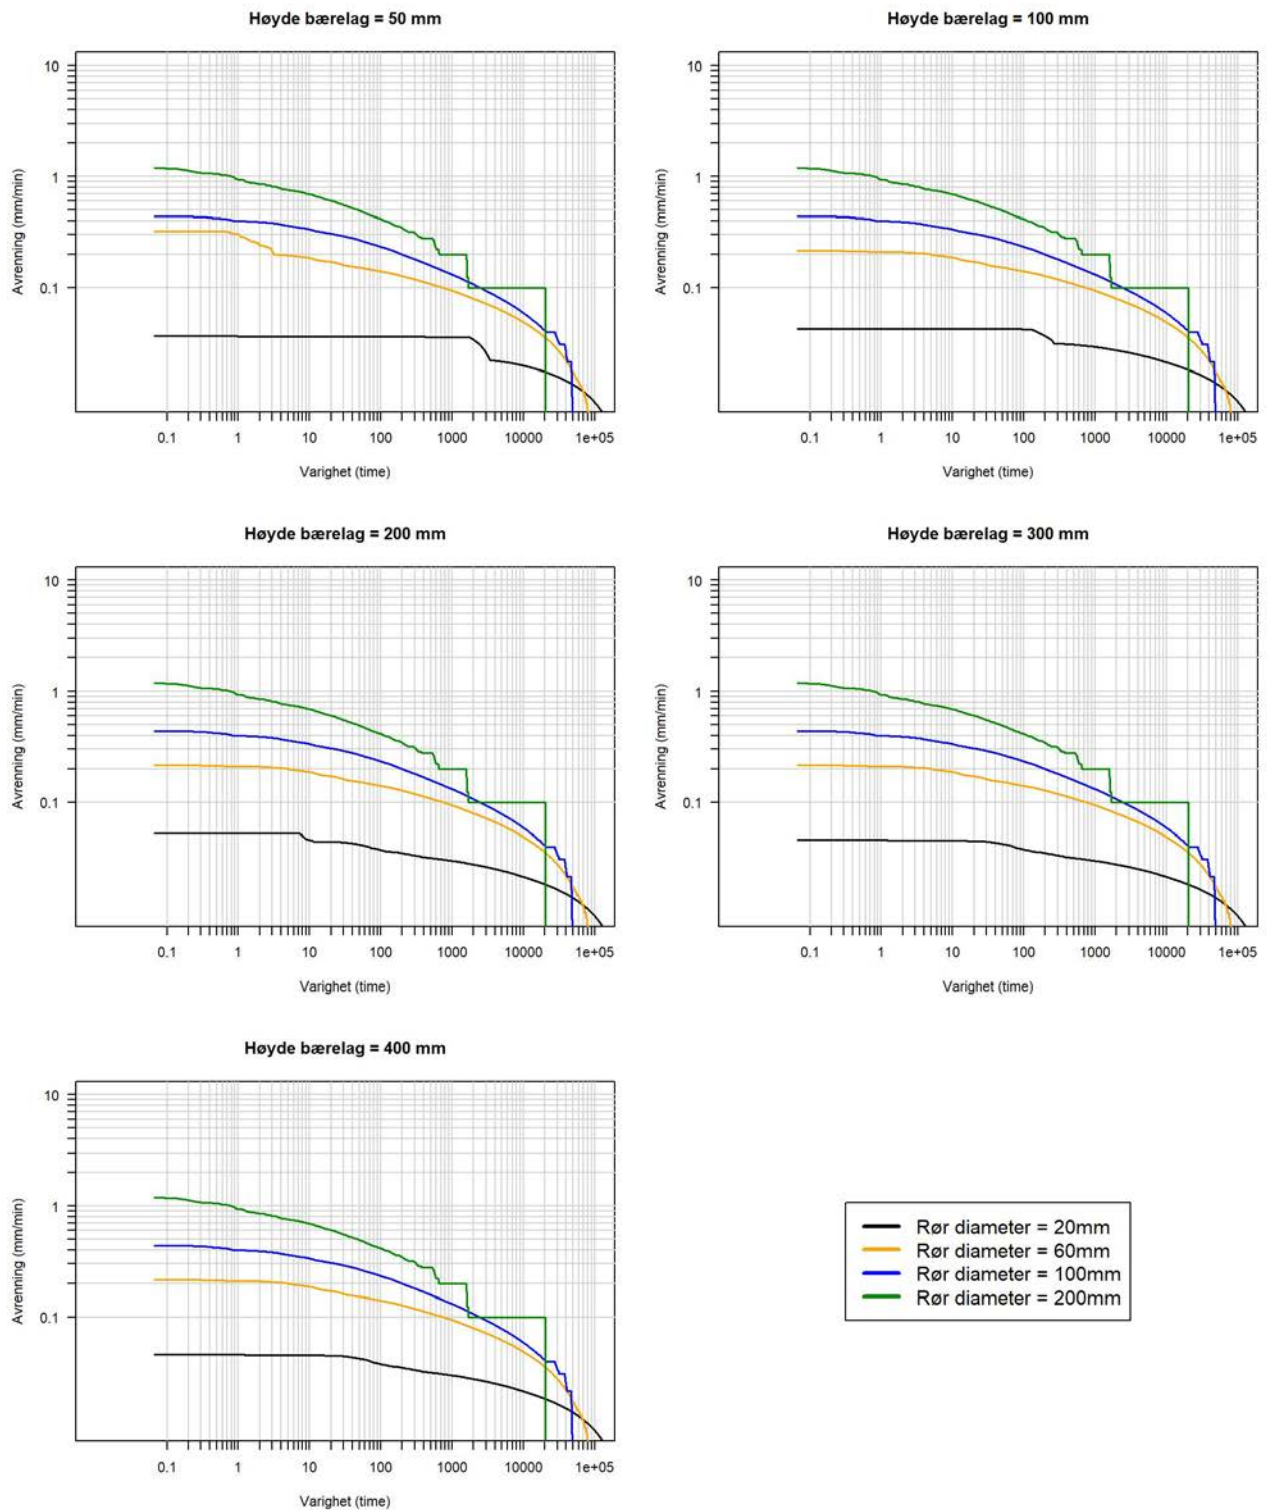 Høyde bærelag = 50 mm
Avrenning (mm/min)
10
1
0.1
0.1 1 10 100 1000 10000 1e+05
Varighet (time)
Høyde bærelag = 100 mm
Avrenning (mm/min)
10
1
0.1
0.1 1 10 100 1000 10000 1e+05
Varighet (time)
Høyde bærelag = 200 mm
Avrenning (mm/min)
10
1
0.1
0.1 1 10 100 1000 10000 1e+05
Varighet (time)
Høyde bærelag = 300 mm
Avrenning (mm/min)
10
1
0.1
0.1 1 10 100 1000 10000 1e+05
Varighet (time)
Høyde bærelag = 400 mm
Avrenning (mm/min)
10
1
0.1
0.1 1 10 100 1000 10000 1e+05
Varighet (time)
Rør diameter = 20mm
Rør diameter = 60mm
Rør diameter = 100mm
Rør diameter = 200mm